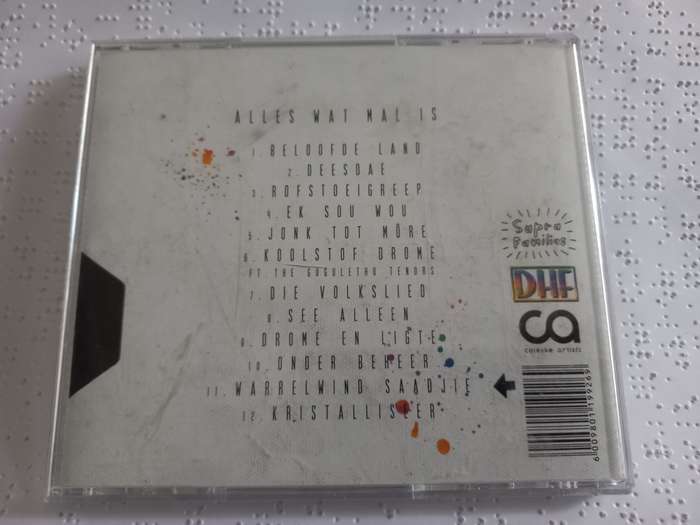 ALLES WAT MAL IS
1. BELOOFDE LAND
2. DEESDAE
3. ROFSTOEIGREEP
4. EK SOU WOU
5. JONK TOT MÔRE
6. KOOLSTOF DROME
FT. THE GUGULETHU TENORS
7. DIE VOLKSLIED
8. SEE ALLEEN
9. DROME EN LIGTE
10. ONDER BEHEER
11. WARRELWIND SAADJIE
12. KRISTALLISEER
Supra
Familias
DHF
ca
coleske artists
6009801199269